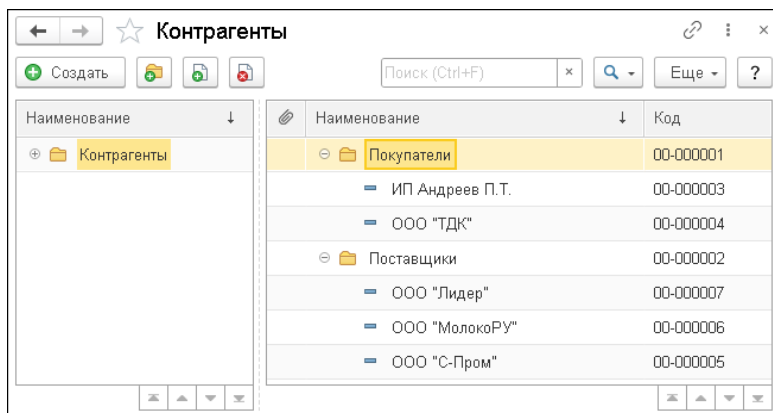 Контрагенты
Создать Поиск (Ctrl+F) × Еще ?
Наименование ↓ Наименование ↓ Код
Контрагенты Покупатели 00-000001
ИП Андреев П.Т. 00-000003
ООО "ТДК" 00-000004
Поставщики 00-000002
ООО "Лидер" 00-000007
ООО "МолокоРУ" 00-000006
ООО "С-Пром" 00-000005